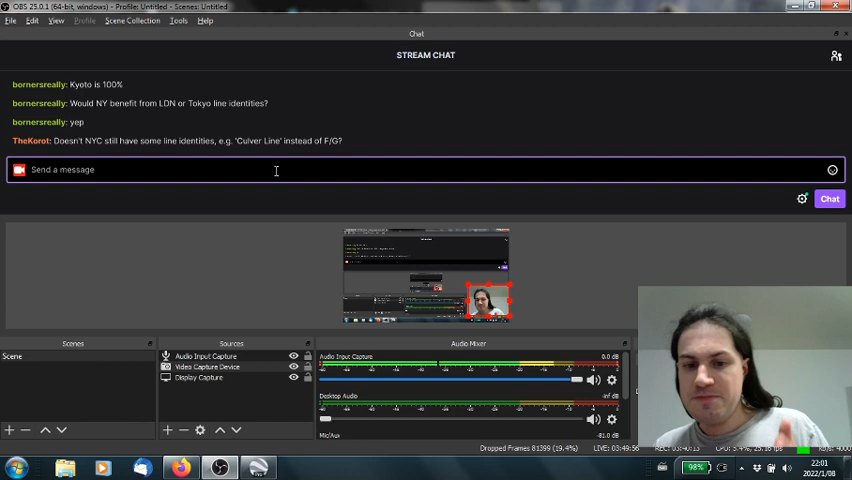 OBS 25.0.1 (64-bit, windows) - Profile: Untitled - Scenes: Untitled
File Edit View Profile Scene Collection Tools Help
Chat
STREAM CHAT
bornersreally: Kyoto is 100%
bornersreally: Would NY benefit from LDN or Tokyo line identities?
bornersreally: yep
TheKorot: Doesn't NYC still have some line identities, e.g. 'Culver Line' instead of F/G?
Send a message
Chat
Scenes Sources Audio Mixer
Scene
Audio Input Capture
Video Capture Device
Display Capture
Audio Input Capture 0.0 dB
Desktop Audio -inf dB
Mic/Aux -81.0 dB
Dropped Frames 81399 (19.4%) LIVE: 03:49:56
98%
22:01
2022/1/08